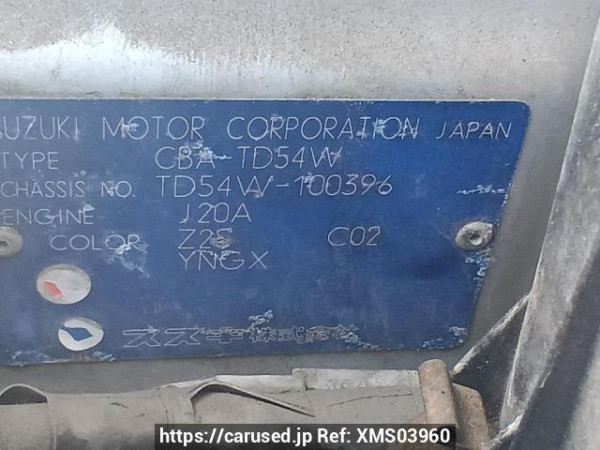 SUZUKI MOTOR CORPORATION JAPAN
TYPE CBA-TD54W
CHASSIS NO. TD54W-100396
ENGINE J20A
COLOR Z2S C02
YNGX
スズキ株式会社
https://carused.jp Ref: XMS03960